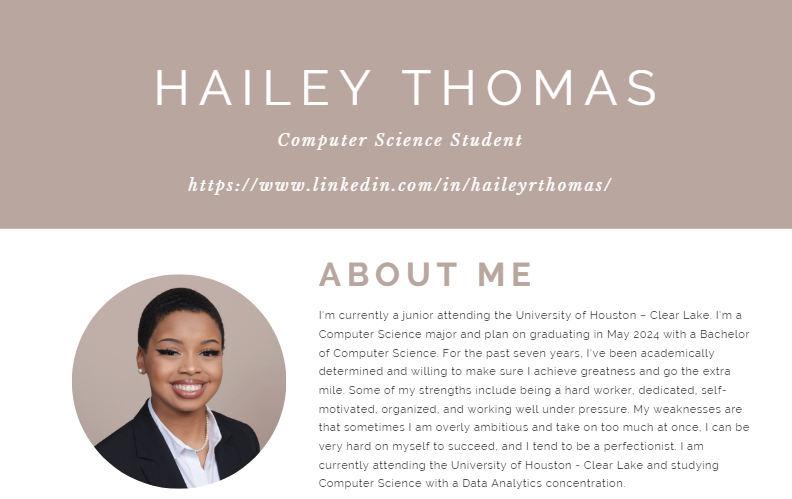 HAILEY THOMAS
Computer Science Student
https://www.linkedin.com/in/haileyrthomas/
ABOUT ME
I'm currently a junior attending the University of Houston – Clear Lake. I'm a
Computer Science major and plan on graduating in May 2024 with a Bachelor
of Computer Science. For the past seven years, I've been academically
determined and willing to make sure I achieve greatness and go the extra
mile. Some of my strengths include being a hard worker, dedicated, self-
motivated, organized, and working well under pressure. My weaknesses are
that sometimes I am overly ambitious and take on too much at once, I can be
very hard on myself to succeed, and I tend to be a perfectionist. I am
currently attending the University of Houston - Clear Lake and studying
Computer Science with a Data Analytics concentration.